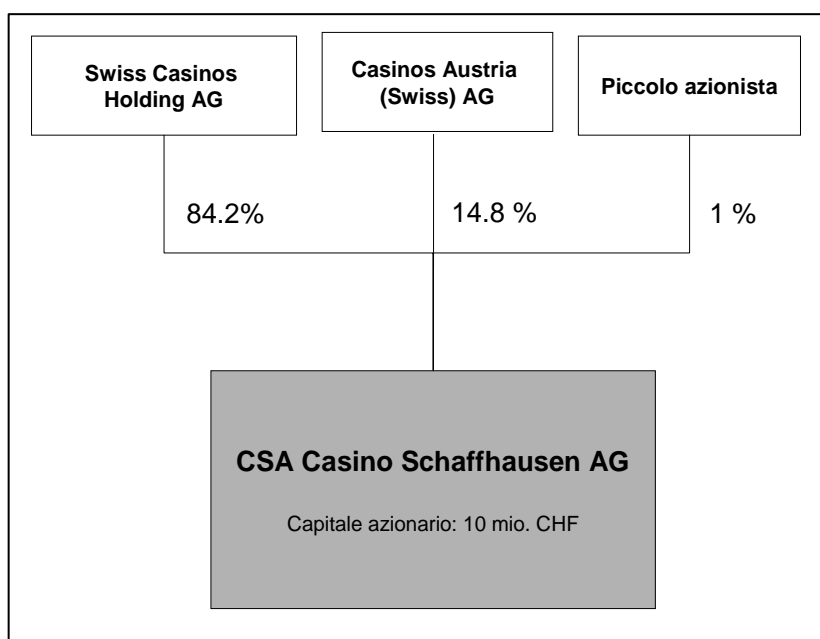 Swiss Casinos
Holding AG
Casinos Austria
(Swiss) AG
Piccolo azionista
84.2%
14.8 %
1 %
CSA Casino Schaffhausen AG
Capitale azionario: 10 mio. CHF